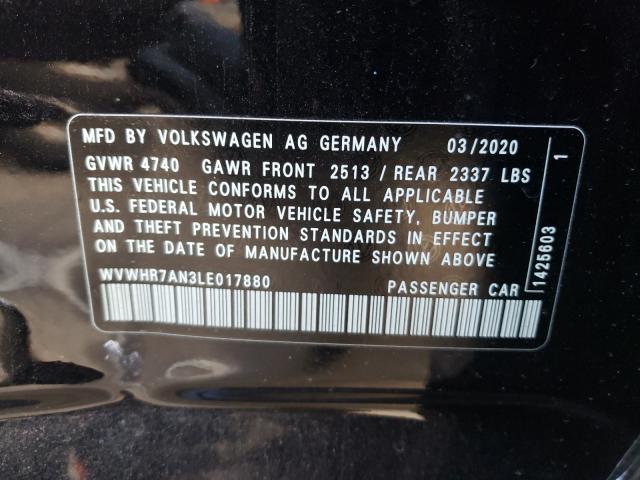 MFD BY VOLKSWAGEN AG GERMANY 03/2020
GVWR 4740 GAWR FRONT 2513 / REAR 2337 LBS
THIS VEHICLE CONFORMS TO ALL APPLICABLE
U.S. FEDERAL MOTOR VEHICLE SAFETY, BUMPER
AND THEFT PREVENTION STANDARDS IN EFFECT
ON THE DATE OF MANUFACTURE SHOWN ABOVE
WVWHR7AN3LE017880 PASSENGER CAR
1425603 1